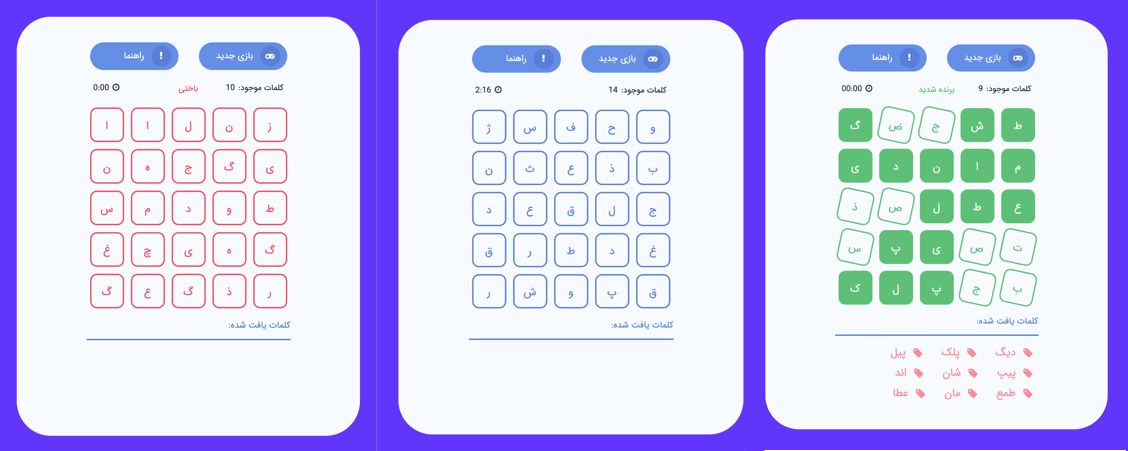 بازی جدید راهنما
کلمات موجود: 9 برنده شدید 00:00
ط ش ج ض گ
م ا ن د ی
ع ط ل ص ذ
ت ص ی پ س
ب ج پ ل ک
کلمات یافت شده:
دیگ پلک پیل
پیپ شان اند
طمع مان عطا
بازی جدید راهنما
کلمات موجود: 14 2:16
و ح ف س ژ
ب ذ ع ث ن
ج ل ق ع د
غ د ط ر ق
ق پ و ش ر
کلمات یافت شده:
بازی جدید راهنما
کلمات موجود: 10 باختی 0:00
ز ن ل ا ا
ی گ ج ه ن
ط و د م س
گ ه ی چ غ
ر ذ گ ع گ
کلمات یافت شده: